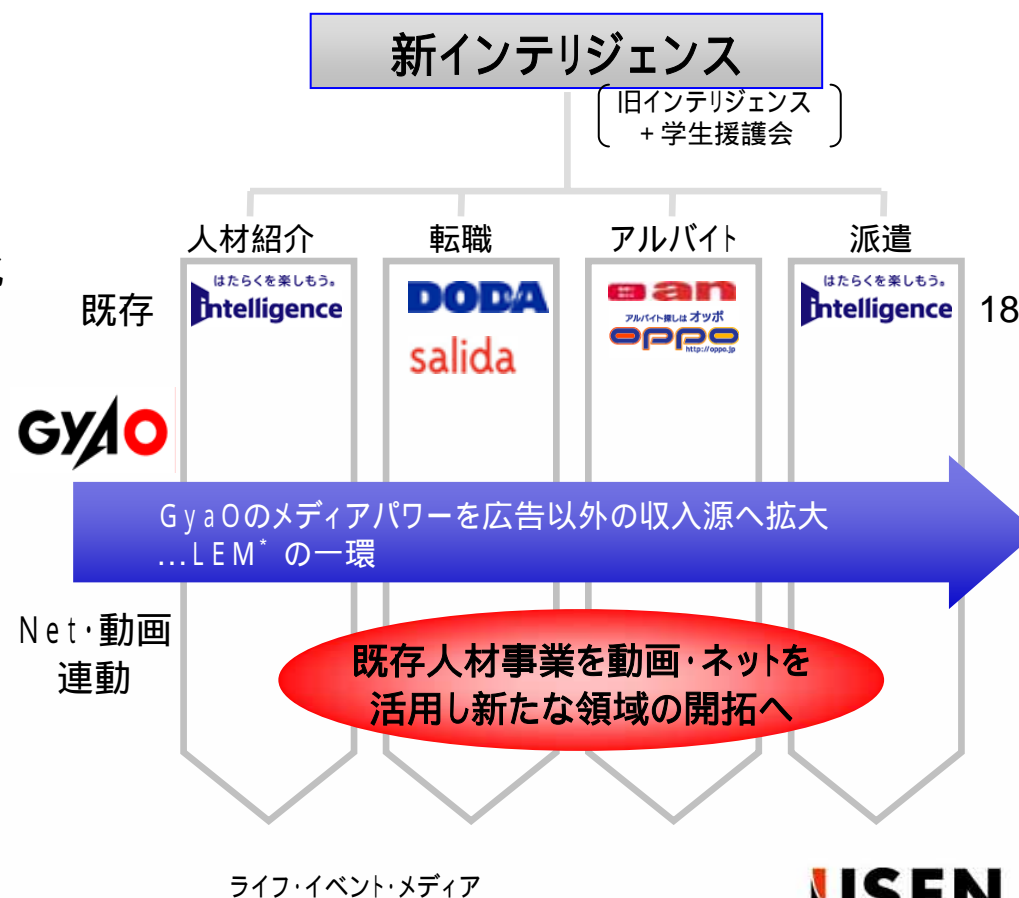 新インテリジェンス
旧インテリジェンス
+ 学生援護会
人材紹介
転職
アルバイト
派遣
既存
はたらくを楽しもう。
intelligence
DODA
salida
an
アルバイト探しは オッポ
oppo
http://oppo.jp
はたらくを楽しもう。
intelligence
18
GYAO
GyaOのメディアパワーを広告以外の収入源へ拡大
…LEM* の一環
Net・動画
連動
既存人材事業を動画・ネットを
活用し新たな領域の開拓へ
ライフ・イベント・メディア
USEN